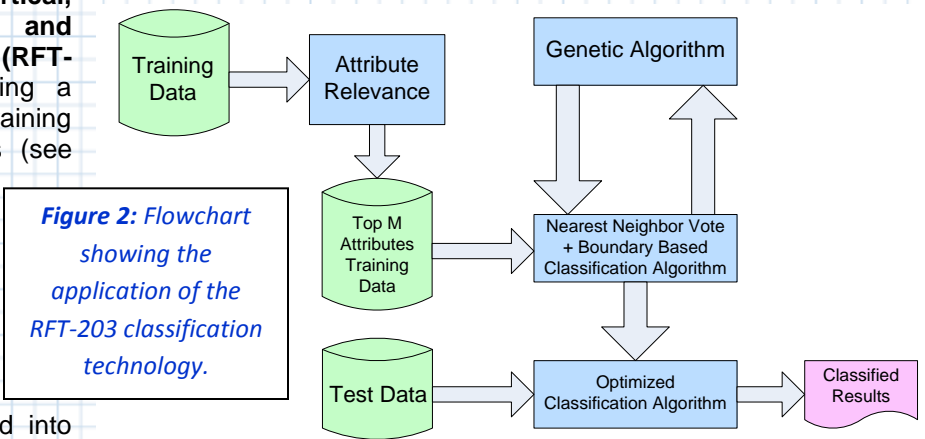 and
(RFT-
a
(see
Figure 2: Flowchart
showing the
application of the
RFT-203 classification
technology.
into
Training
Data
Attribute
Relevance
Genetic Algorithm
Top M
Attributes
Training
Data
Nearest Neighbor Vote
+ Boundary Based
Classification Algorithm
Test Data
Optimized
Classification Algorithm
Classified
Results